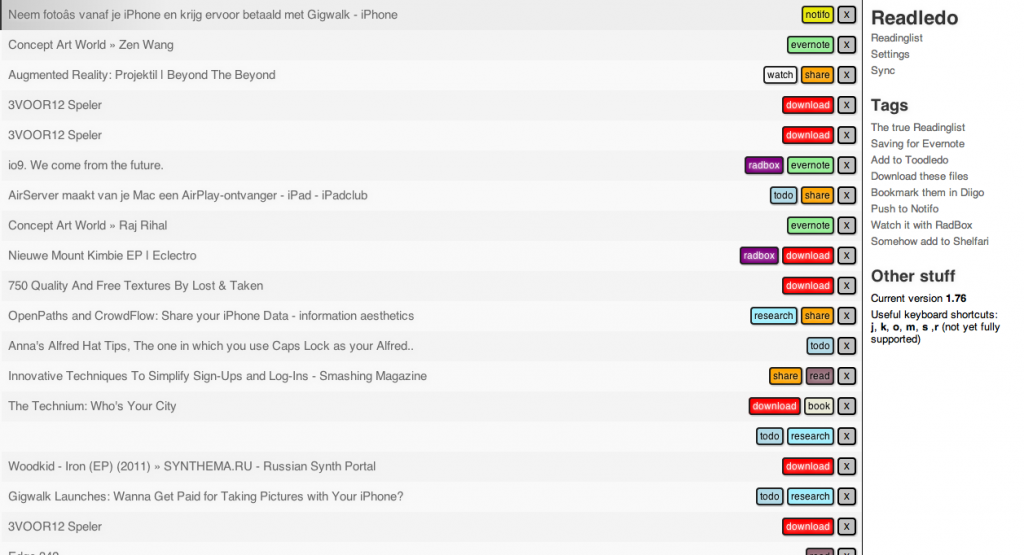 Neem fotoâs vanaf je iPhone en krijg ervoor betaald met Gigwalk - iPhone notifo X
Concept Art World » Zen Wang evernote X
Augmented Reality: Projektil | Beyond The Beyond watch share X
3VOOR12 Speler download X
3VOOR12 Speler download X
io9. We come from the future. radbox evernote X
AirServer maakt van je Mac een AirPlay-ontvanger - iPad - iPadclub todo share X
Concept Art World » Raj Rihal evernote X
Nieuwe Mount Kimbie EP | Eclectro radbox download X
750 Quality And Free Textures By Lost & Taken download X
OpenPaths and CrowdFlow: Share your iPhone Data - information aesthetics research share X
Anna's Alfred Hat Tips, The one in which you use Caps Lock as your Alfred.. todo X
Innovative Techniques To Simplify Sign-Ups and Log-Ins - Smashing Magazine share read X
The Technium: Who's Your City download book X
todo research X
Woodkid - Iron (EP) (2011) » SYNTHEMA.RU - Russian Synth Portal download X
Gigwalk Launches: Wanna Get Paid for Taking Pictures with Your iPhone? todo research X
3VOOR12 Speler download X
Readledo
Readinglist
Settings
Sync
Tags
The true Readinglist
Saving for Evernote
Add to Toodledo
Download these files
Bookmark them in Diigo
Push to Notifo
Watch it with RadBox
Somehow add to Shelfari
Other stuff
Current version 1.76
Useful keyboard shortcuts:
j, k, o, m, s ,r (not yet fully
supported)